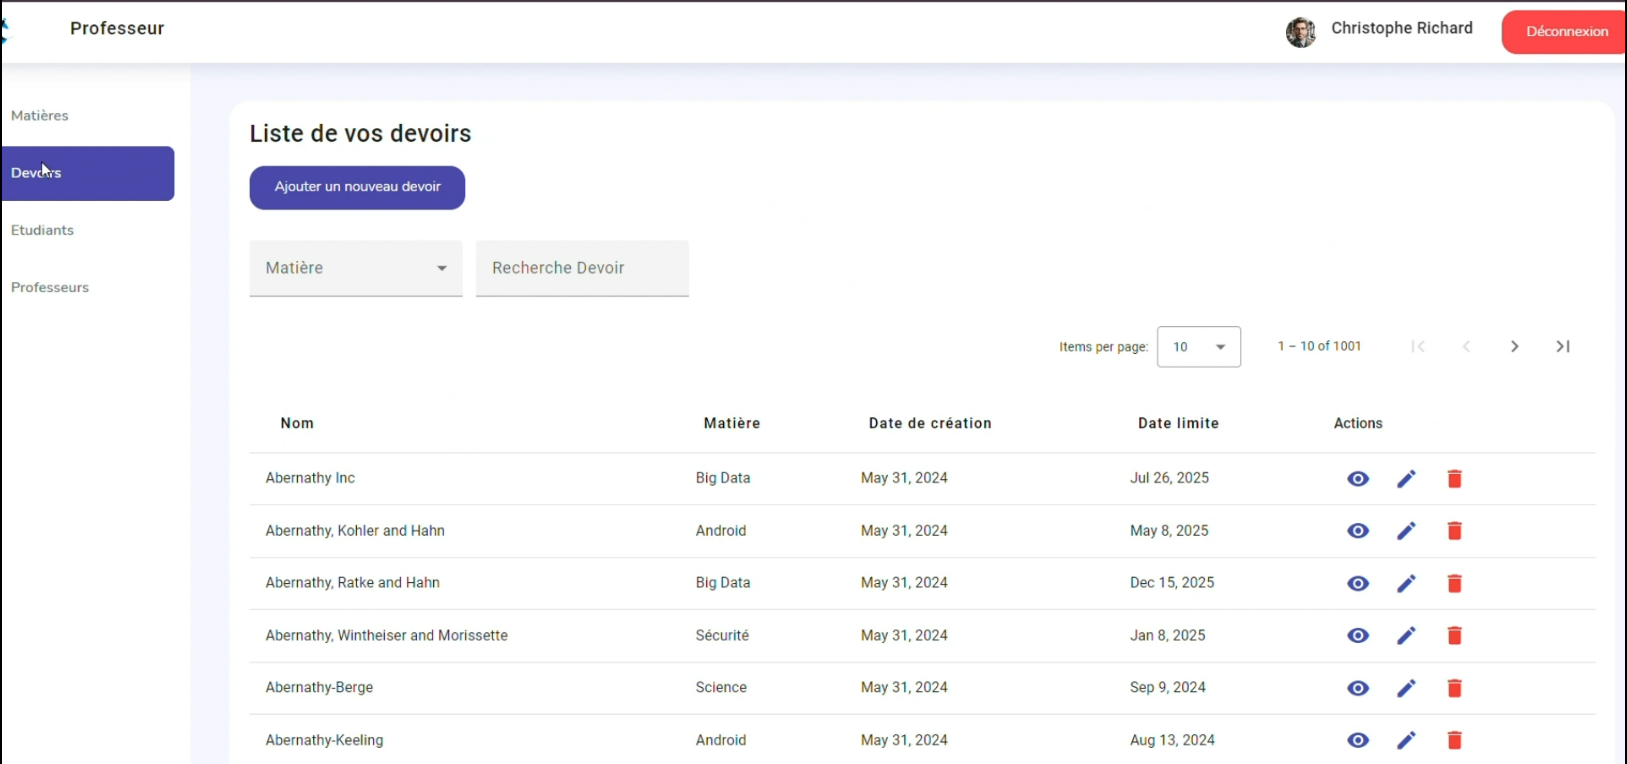 Professeur
Christophe Richard
Déconnexion
Matières
Devoirs
Etudiants
Professeurs
Liste de vos devoirs
Ajouter un nouveau devoir
Matière
Recherche Devoir
Items per page: 10 1 – 10 of 1001
Nom Matière Date de création Date limite Actions
Abernathy Inc Big Data May 31, 2024 Jul 26, 2025
Abernathy, Kohler and Hahn Android May 31, 2024 May 8, 2025
Abernathy, Ratke and Hahn Big Data May 31, 2024 Dec 15, 2025
Abernathy, Wintheiser and Morissette Sécurité May 31, 2024 Jan 8, 2025
Abernathy-Berge Science May 31, 2024 Sep 9, 2024
Abernathy-Keeling Android May 31, 2024 Aug 13, 2024